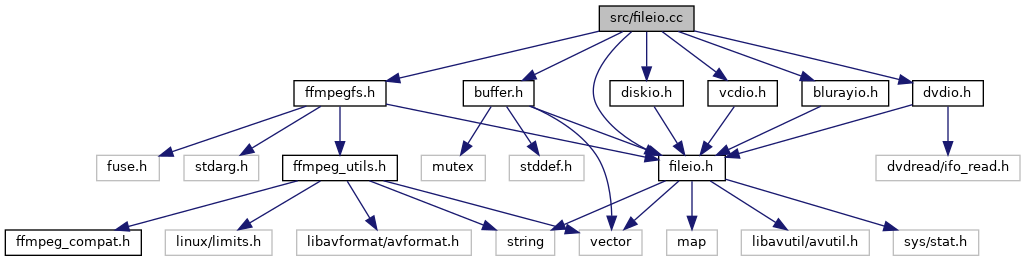 src/fileio.cc
ffmpegfs.h
buffer.h
diskio.h
vcdio.h
blurayio.h
dvdio.h
fuse.h
stdarg.h
ffmpeg_utils.h
mutex
stddef.h
fileio.h
dvdread/ifo_read.h
ffmpeg_compat.h
linux/limits.h
libavformat/avformat.h
string
vector
map
libavutil/avutil.h
sys/stat.h